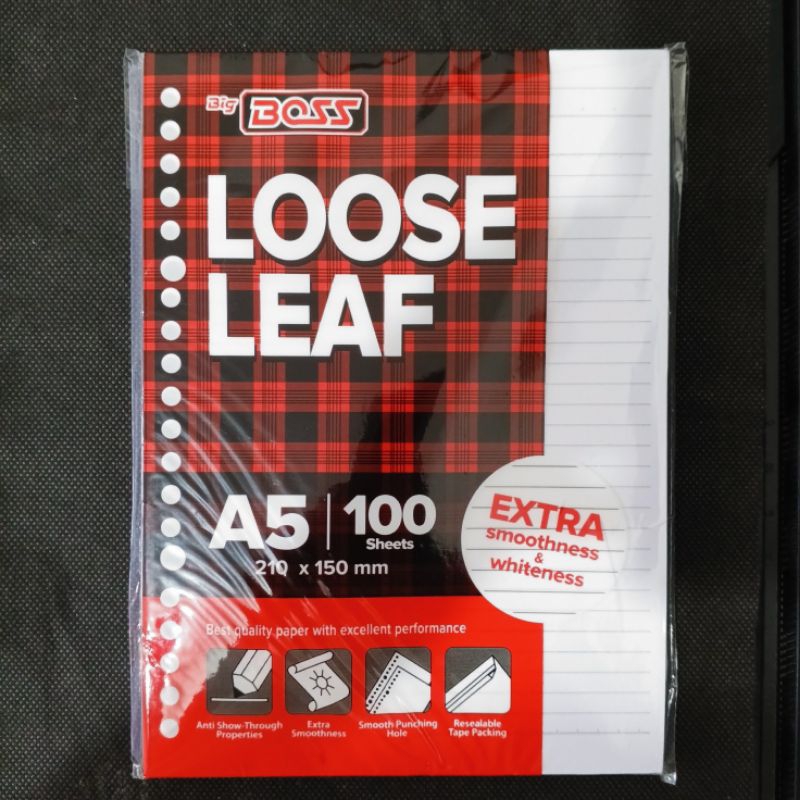 Big BOSS
LOOSE
LEAF
A5 | 100
Sheets
210 x 150 mm
EXTRA
smoothness
&
whiteness
Best quality paper with excellent performance
Anti Show-Through
Properties
Extra
Smoothness
Smooth Punching
Hole
Resealable
Tape Packing